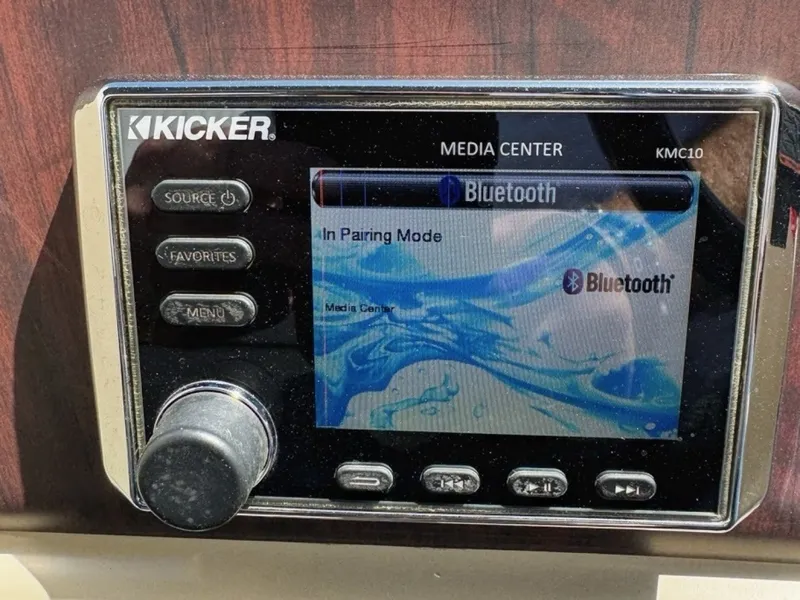 KICKER
MEDIA CENTER
KMC10
SOURCE
Bluetooth
FAVORITES
In Pairing Mode
Bluetooth
MENU
Media Center